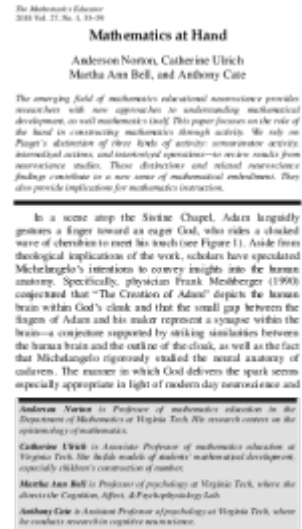 The Mathematics Educator
2018 Vol. 27, No. 1, 33–59
Mathematics at Hand
Anderson Norton, Catherine Ulrich
Martha Ann Bell, and Anthony Cate
The emerging field of mathematics educational neuroscience provides
researchers with new approaches to understanding mathematical
development, as well mathematics itself. This paper focuses on the role of
the hand in constructing mathematics through activity. We rely on
Piaget's distinction of three kinds of activity: sensorimotor activity,
internalized actions, and interiorized operations—to review results from
neuroscience studies. These distinctions and related neuroscience
findings contribute to a new sense of mathematical embodiment. They
also provide implications for mathematics instruction.
In a scene atop the Sistine Chapel, Adam languidly
gestures a finger toward an eager God, who rides a cloaked
wave of cherubim to meet his touch (see Figure 1). Aside from
theological implications of the work, scholars have speculated
Michelangelo's intentions to convey insights into the human
anatomy. Specifically, physician Frank Meshberger (1990)
conjectured that “The Creation of Adam” depicts the human
brain within God's cloak and that the small gap between the
fingers of Adam and his maker represent a synapse within the
brain—a conjecture supported by striking similarities between
the human brain and the outline of the cloak, as well as the fact
that Michelangelo rigorously studied the neural anatomy of
cadavers. The manner in which God delivers the spark seems
especially appropriate in light of modern day neuroscience and
Anderson Norton is Professor of mathematics education in the
Department of Mathematics at Virginia Tech. His research centers on the
epistemology of mathematics.
Catherine Ulrich is Associate Professor of mathematics education at
Virginia Tech. She builds models of students' mathematical development,
especially children's construction of number.
Martha Ann Bell is Professor of psychology at Virginia Tech, where she
directs the Cognition, Affect, & Psychophysiology Lab.
Anthony Cate is Assistant Professor of psychology at Virginia Tech, where
he conducts research in cognitive neuroscience.